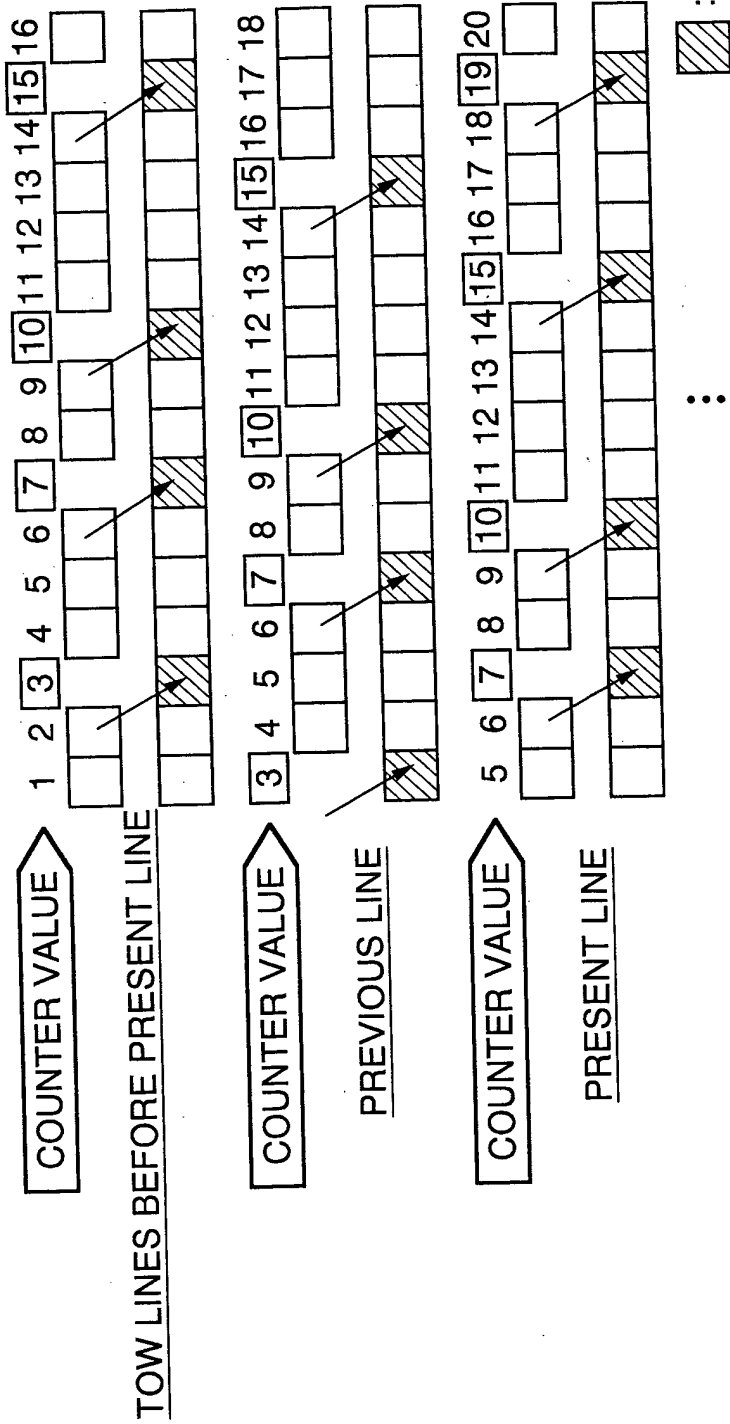 COUNTER VALUE 1 2 3 4 5 6 7 8 9 10 11 12 13 14 15 16
TOW LINES BEFORE PRESENT LINE
COUNTER VALUE 3 4 5 6 7 8 9 10 11 12 13 14 15 16 17 18
PREVIOUS LINE
COUNTER VALUE 5 6 7 8 9 10 11 12 13 14 15 16 17 18 19 20
PRESENT LINE